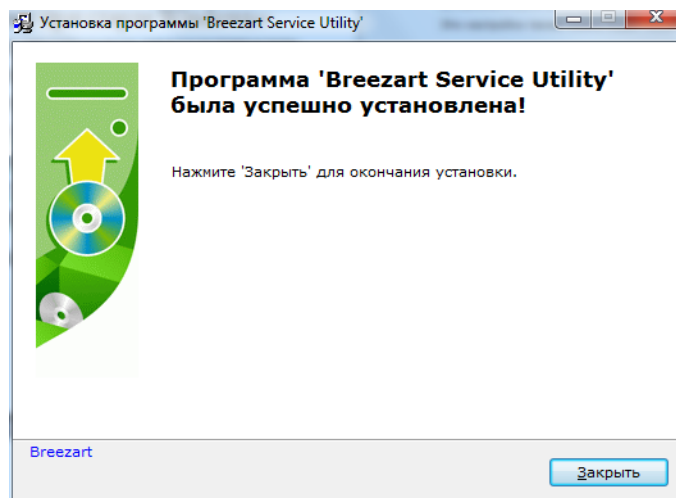 Установка программы 'Breezart Service Utility'
Программа 'Breezart Service Utility'
была успешно установлена!
Нажмите 'Закрыть' для окончания установки.
Breezart
Закрыть